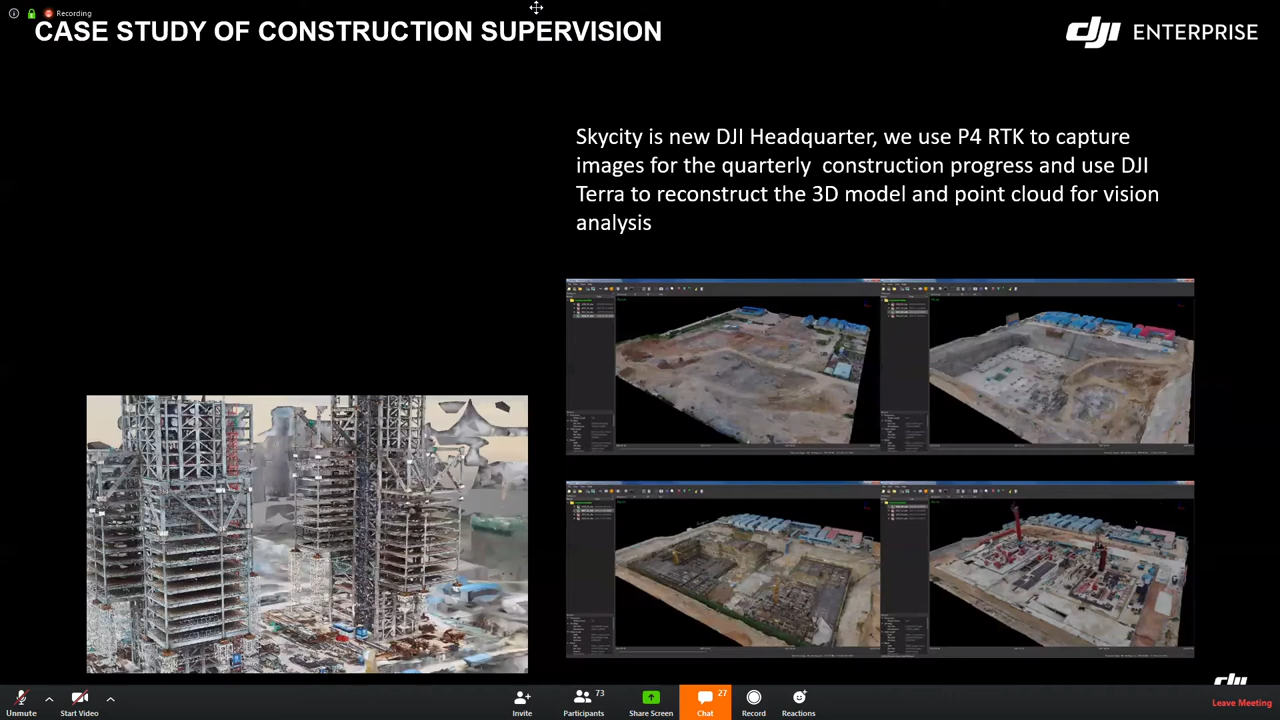 Recording
CASE STUDY OF CONSTRUCTION SUPERVISION
dji ENTERPRISE
Skycity is new DJI Headquarter, we use P4 RTK to capture
images for the quarterly construction progress and use DJI
Terra to reconstruct the 3D model and point cloud for vision
analysis
Unmute
Start Video
Invite
Participants 73
Share Screen
Chat 27
Record
Reactions
dji
Leave Meeting